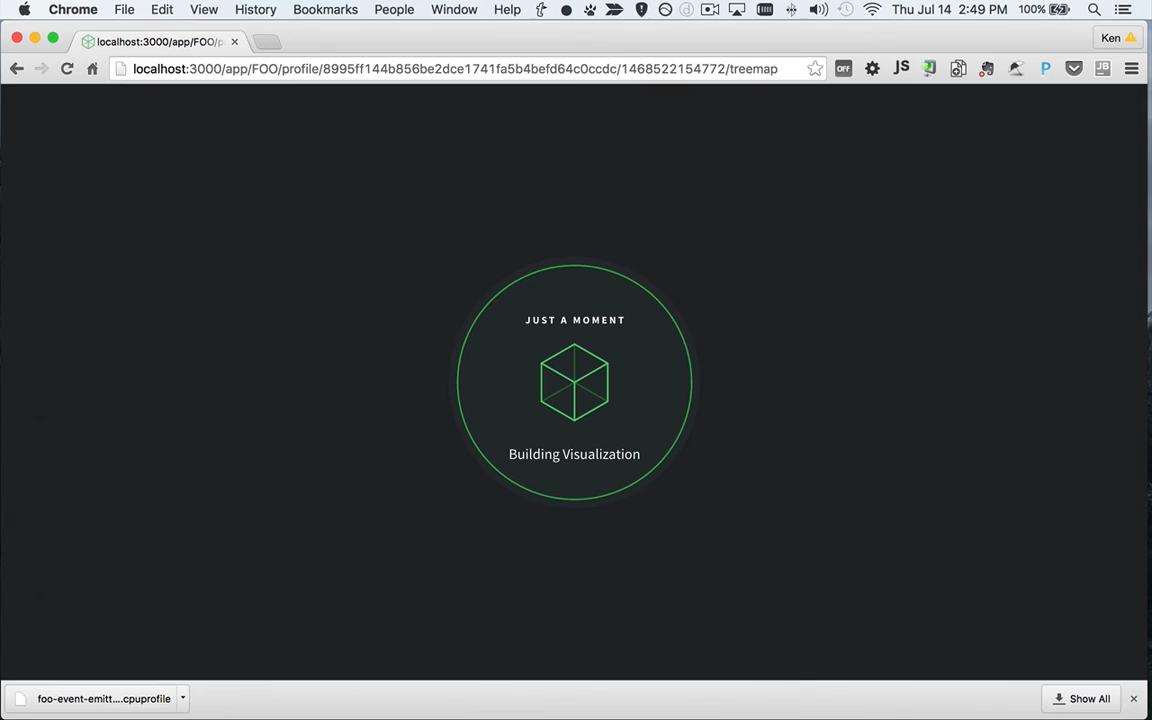 Chrome File Edit View History Bookmarks People Window Help Thu Jul 14 2:49 PM 100%
localhost:3000/app/FOO/p
Ken
localhost:3000/app/FOO/profile/8995ff144b856be2dce1741fa5b4befd64c0ccdc/1468522154772/treemap OFF JS P JB
JUST A MOMENT
Building Visualization
foo-event-emitt....cpuprofile Show All